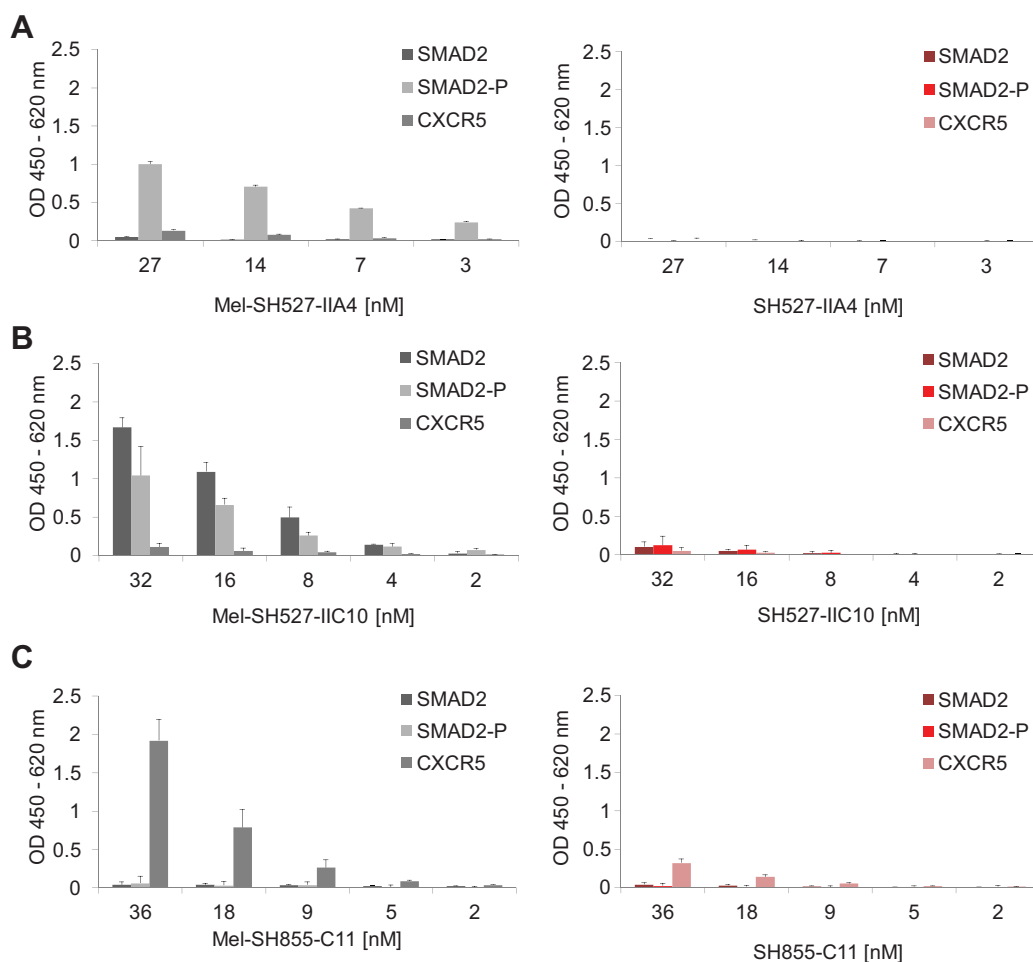 A
OD 450 - 620 nm
2.5
2
1.5
1
0.5
0
SMAD2
SMAD2-P
CXCR5
27 14 7 3
Mel-SH527-IIA4 [nM]
OD 450 - 620 nm
2.5
2
1.5
1
0.5
0
SMAD2
SMAD2-P
CXCR5
27 14 7 3
SH527-IIA4 [nM]
B
OD 450 - 620 nm
2.5
2
1.5
1
0.5
0
SMAD2
SMAD2-P
CXCR5
32 16 8 4 2
Mel-SH527-IIC10 [nM]
OD 450 - 620 nm
2.5
2
1.5
1
0.5
0
SMAD2
SMAD2-P
CXCR5
32 16 8 4 2
SH527-IIC10 [nM]
C
OD 450 - 620 nm
2.5
2
1.5
1
0.5
0
SMAD2
SMAD2-P
CXCR5
36 18 9 5 2
Mel-SH855-C11 [nM]
OD 450 - 620 nm
2.5
2
1.5
1
0.5
0
SMAD2
SMAD2-P
CXCR5
36 18 9 5 2
SH855-C11 [nM]